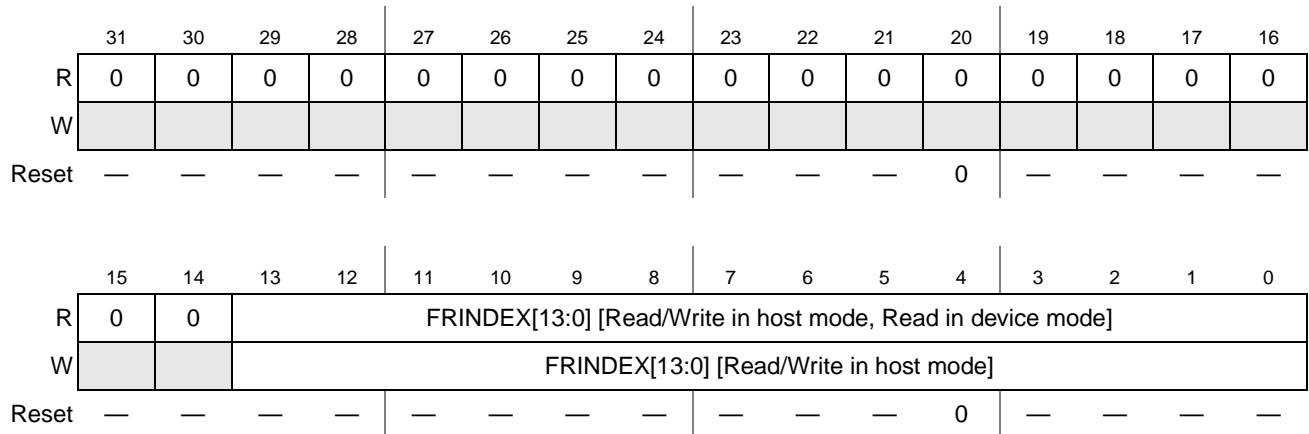 31 30 29 28 27 26 25 24 23 22 21 20 19 18 17 16
R 0 0 0 0 0 0 0 0 0 0 0 0 0 0 0 0
W
Reset — — — — — — — — — — — 0 — — — —
15 14 13 12 11 10 9 8 7 6 5 4 3 2 1 0
R 0 0 FRINDEX[13:0] [Read/Write in host mode, Read in device mode]
W FRINDEX[13:0] [Read/Write in host mode]
Reset — — — — — — — — — — — 0 — — — —